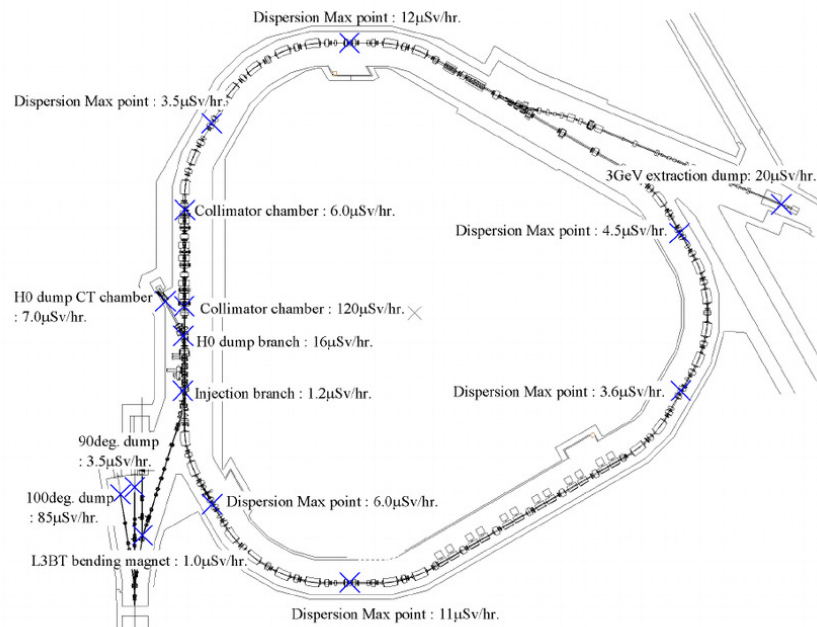 Dispersion Max point : 12μSv/hr.
Dispersion Max point : 3.5μSv/hr.
3GeV extraction dump: 20μSv/hr.
Collimator chamber : 6.0μSv/hr.
Dispersion Max point :
4.5μSv/hr.
H0 dump CT chamber
: 7.0μSv/hr.
Collimator chamber : 120μSv/hr.
H0 dump branch : 16μSv/hr.
Injection branch : 1.2μSv/hr.
Dispersion Max point : 3.6μSv/hr.
90deg. dump
: 3.5μSv/hr.
100deg. dump
: 85μSv/hr.
Dispersion Max point : 6.0μSv/hr.
L3BT bending magnet : 1.0μSv/hr.
Dispersion Max point : 11μSv/hr.